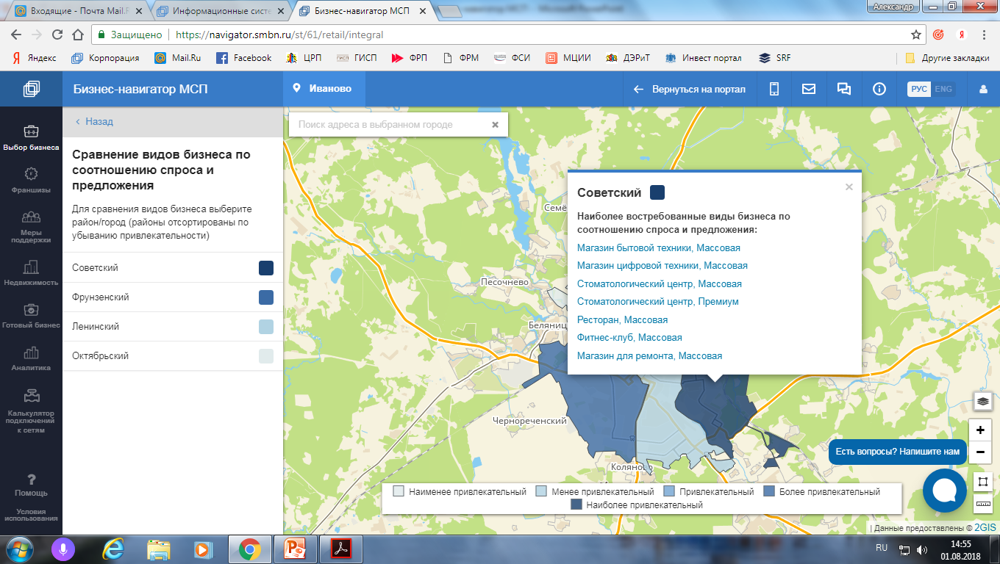 Входящие - Почта Mail.R
Информационные систе
Бизнес-навигатор МСП
Александр
Защищено
https://navigator.smbn.ru/st/61/retail/integral
Яндекс
Корпорация
Mail.Ru
Facebook
ЦРП
ГИСП
ФРП
ФРМ
ФСИ
МЦИИ
ДЭРиТ
Инвест портал
SRF
Другие закладки
Бизнес-навигатор МСП
Иваново
Вернуться на портал
РУС ENG
Выбор бизнеса
Франшизы
Меры
поддержки
Недвижимость
Готовый бизнес
Аналитика
Калькулятор
подключений
к сетям
Помощь
Условия
использования
Назад
Сравнение видов бизнеса по
соотношению спроса и
предложения
Для сравнения видов бизнеса выберите
район/город (районы отсортированы по
убыванию привлекательности)
Советский
Фрунзенский
Ленинский
Октябрьский
Поиск адреса в выбранном городе
Семё
Песочнево
Беляниц
Чернореченский
Коляново
Советский
Наиболее востребованные виды бизнеса по
соотношению спроса и предложения:
Магазин бытовой техники, Массовая
Магазин цифровой техники, Массовая
Стоматологический центр, Массовая
Стоматологический центр, Премиум
Ресторан, Массовая
Фитнес-клуб, Массовая
Магазин для ремонта, Массовая
Есть вопросы? Напишите нам
Наименее привлекательный
Менее привлекательный
Привлекательный
Более привлекательный
Наиболее привлекательный
| Данные предоставлены © 2GIS
RU
14:55
01.08.2018